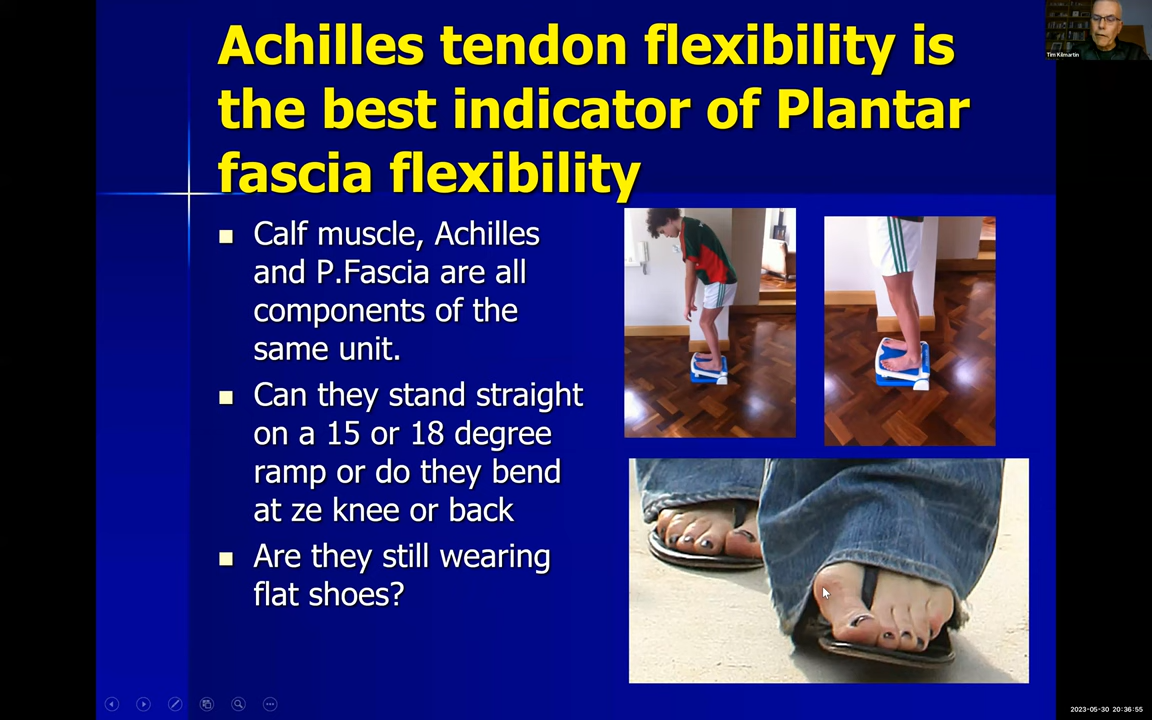 Achilles tendon flexibility is
the best indicator of Plantar
fascia flexibility
Calf muscle, Achilles
and P.Fascia are all
components of the
same unit.
Can they stand straight
on a 15 or 18 degree
ramp or do they bend
at ze knee or back
Are they still wearing
flat shoes?
Tim Kilmartin
2023-05-30 20:36:55